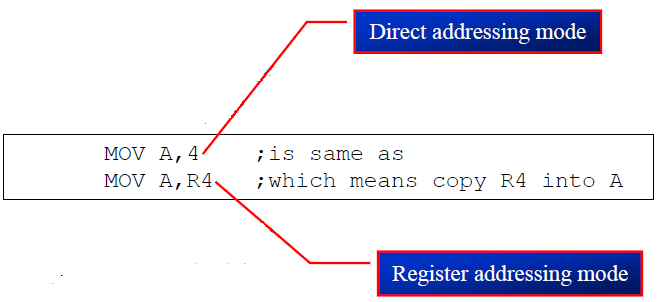 Direct addressing mode
MOV A,4 ;is same as
MOV A,R4 ;which means copy R4 into A
Register addressing mode